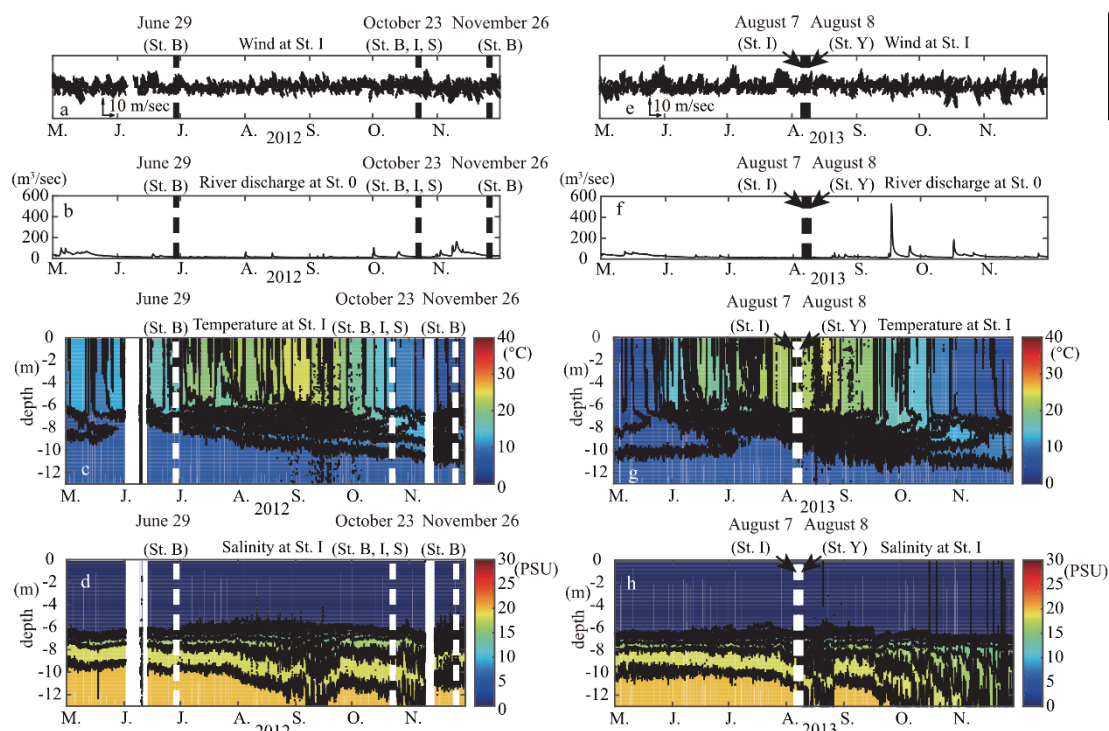 June 29 October 23 November 26
(St. B) Wind at St. I (St. B, I, S) (St. B)
a 10 m/sec
M. J. J. A. S. O. N.
2012
June 29 October 23 November 26
(m³/sec) (St. B) River discharge at St. 0 (St. B, I, S) (St. B)
600
400
200
0
b
M. J. J. A. S. O. N.
2012
June 29 October 23 November 26
(St. B) Temperature at St. I (St. B, I, S) (St. B)
0
-2
-4
-6
-8
-10
-12
(m)
depth
c
40
(°C)
30
20
10
0
M. J. J. A. S. O. N.
2012
June 29 October 23 November 26
(St. B) Salinity at St. I (St. B, I, S) (St. B)
0
-2
-4
-6
-8
-10
-12
(m)
depth
d
30
(PSU)
25
20
15
10
5
0
M. J. J. A. S. O. N.
2012
August 7 August 8
(St. I) (St. Y) Wind at St. I
e 10 m/sec
M. J. J. A. S. O. N.
2013
August 7 August 8
(m³/sec) (St. I) (St. Y) River discharge at St. 0
600
400
200
0
f
M. J. J. A. S. O. N.
2013
August 7 August 8
(St. I) (St. Y) Temperature at St. I
0
-2
-4
-6
-8
-10
-12
(m)
depth
g
40
(°C)
30
20
10
0
M. J. J. A. S. O. N.
2013
August 7 August 8
(St. I) (St. Y) Salinity at St. I
0
-2
-4
-6
-8
-10
-12
(m)
depth
h
30
(PSU)
25
20
15
10
5
0
M. J. J. A. S. O. N.
2013